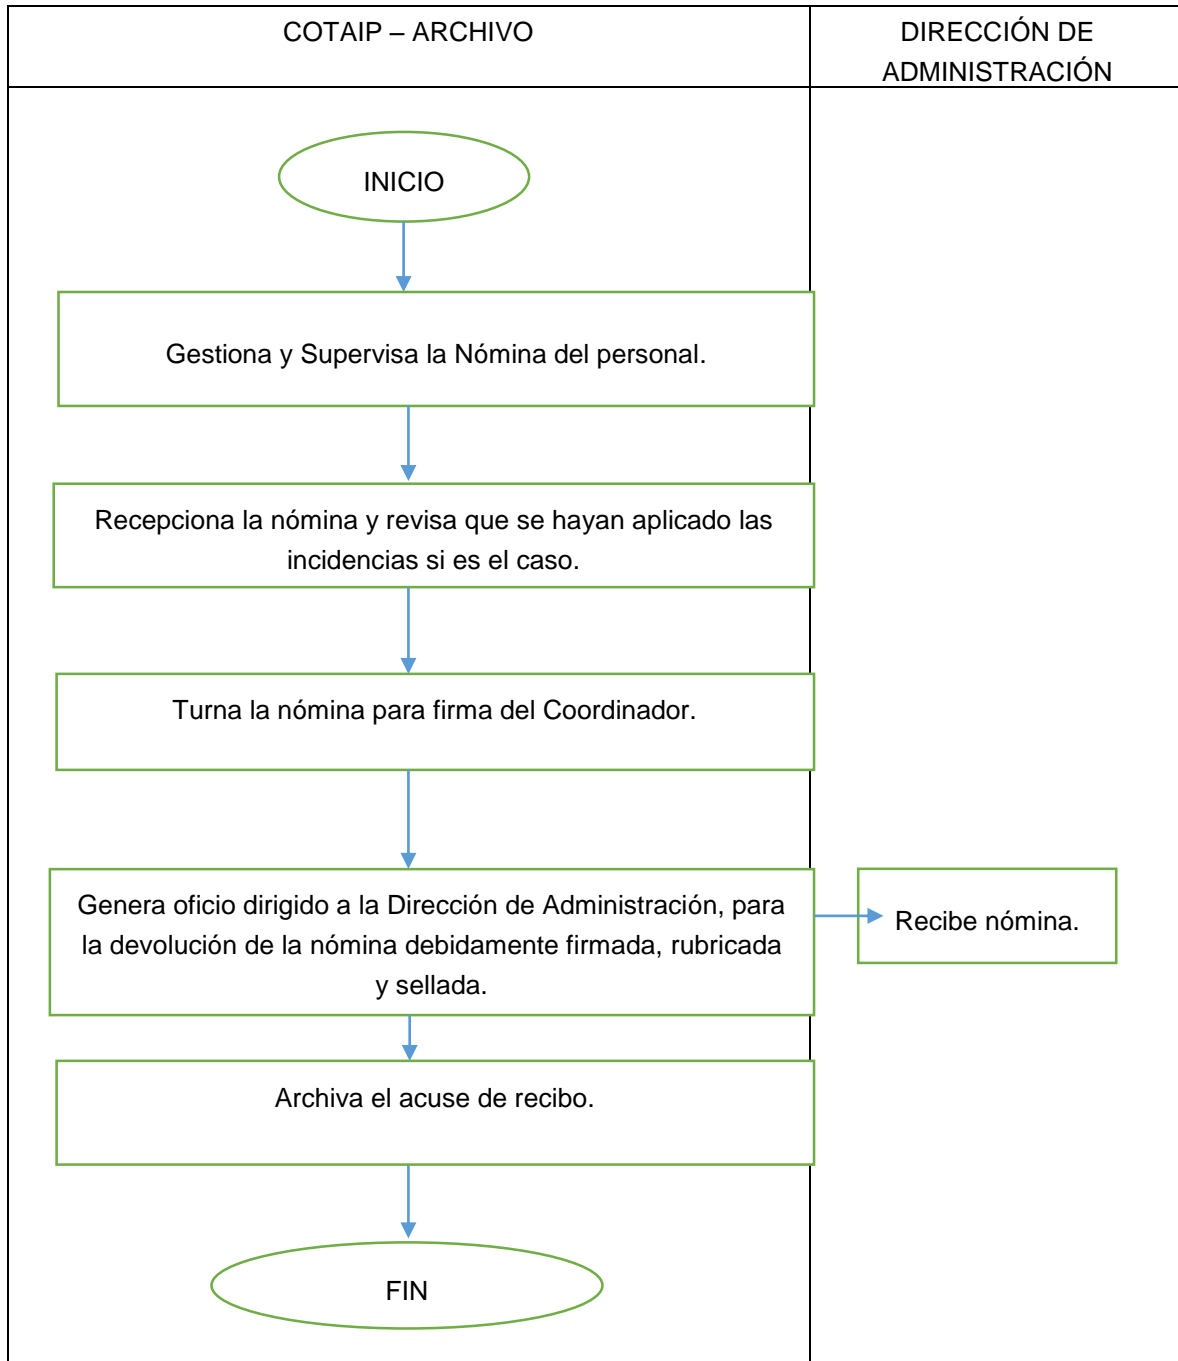 COTAIP – ARCHIVO
DIRECCIÓN DE
ADMINISTRACIÓN
INICIO
Gestiona y Supervisa la Nómina del personal.
Recepciona la nómina y revisa que se hayan aplicado las
incidencias si es el caso.
Turna la nómina para firma del Coordinador.
Genera oficio dirigido a la Dirección de Administración, para
la devolución de la nómina debidamente firmada, rubricada
y sellada.
Recibe nómina.
Archiva el acuse de recibo.
FIN